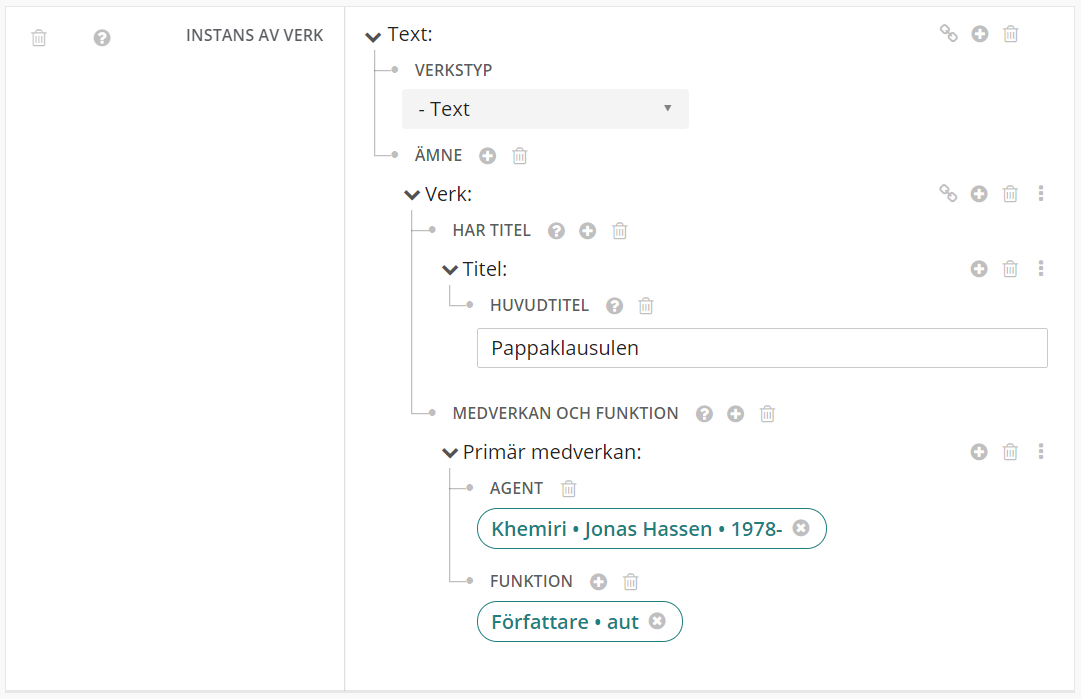 INSTANS AV VERK
Text:
VERKSTYP
- Text
ÄMNE
Verk:
HAR TITEL
Titel:
HUVUDTITEL
Pappaklausulen
MEDVERKAN OCH FUNKTION
Primär medverkan:
AGENT
Khemiri • Jonas Hassen • 1978-
FUNKTION
Författare • aut